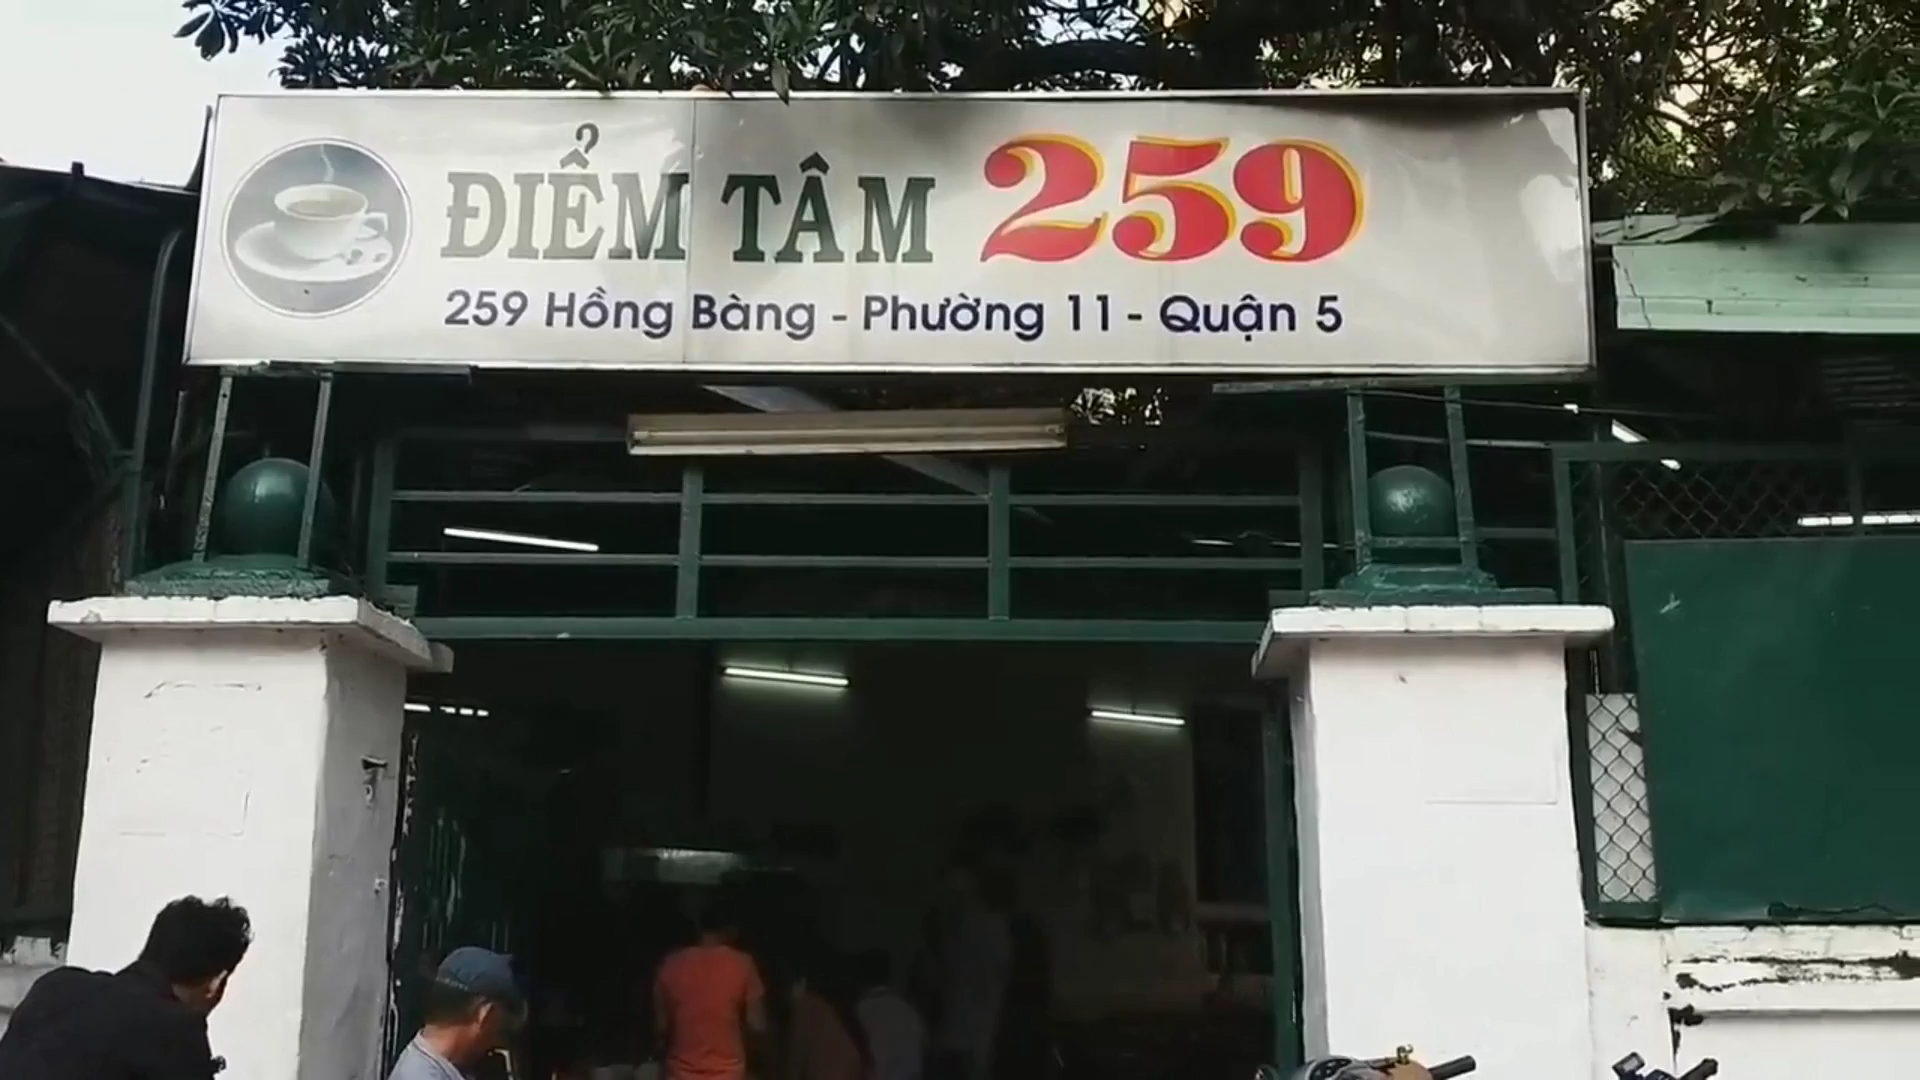 ĐIỂM TÂM 259
259 Hồng Bàng - Phường 11 - Quận 5